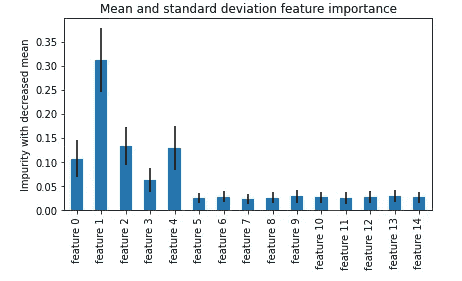 Mean and standard deviation feature importance
Impurity with decreased mean
0.35
0.30
0.25
0.20
0.15
0.10
0.05
0.00
feature 0
feature 1
feature 2
feature 3
feature 4
feature 5
feature 6
feature 7
feature 8
feature 9
feature 10
feature 11
feature 12
feature 13
feature 14